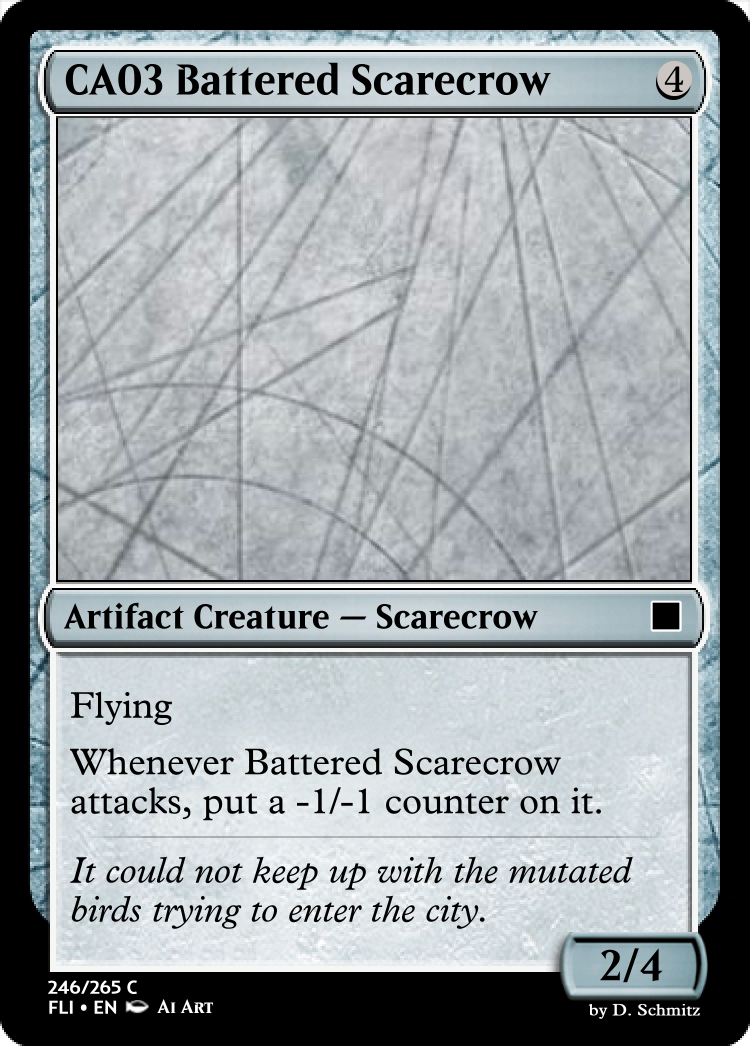 CA03 Battered Scarecrow 4
Artifact Creature — Scarecrow
Flying
Whenever Battered Scarecrow
attacks, put a -1/-1 counter on it.
It could not keep up with the mutated
birds trying to enter the city.
2/4
246/265 C
FLI • EN AI ART
by D. Schmitz